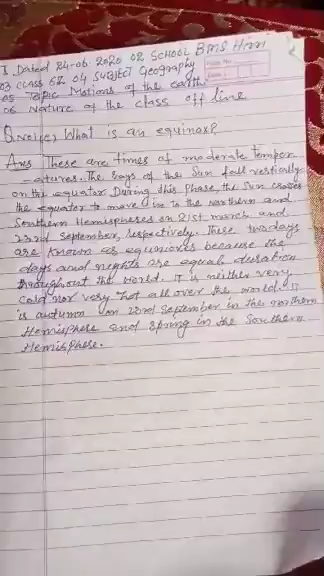 Dated 24-06 2020 02 SCHOOL BMS Hiri
03 CLASS 6th 04 Subject Geography
05 Topic Motions of the earth
06 Nature of the class off line
What is an equinox?
Ans These are times of moderate temper
-atures. The rays of the Sun fall vertically
on the equator. During this phase, the Sun crosses
the equator to move in to the northern and
Southern Hemispheres on 21st march and
23rd September, respectively. These two days
are known as equinoxes because the
days and nights are equal duration
throughout the world. It is neither very
cold nor very hot all over the world. It
is autumn on 22nd September in the northern
Hemisphere and spring in the Southern
Hemisphere.